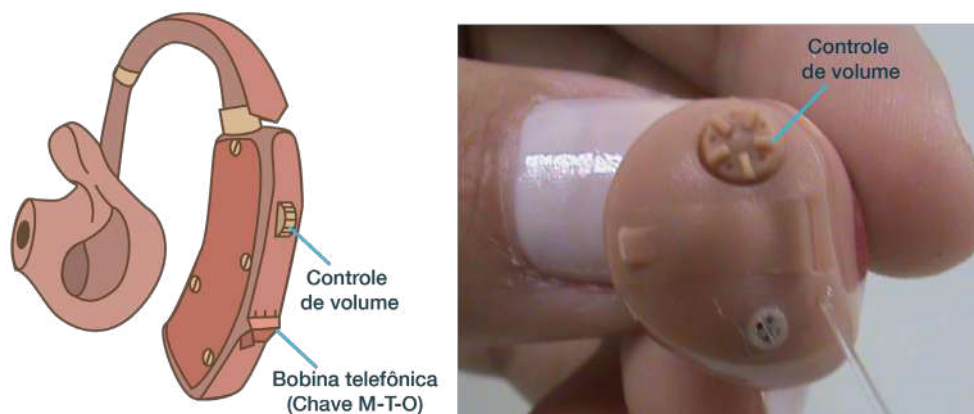 Controle
de volume
Bobina telefônica
(Chave M-T-O)
Controle
de volume